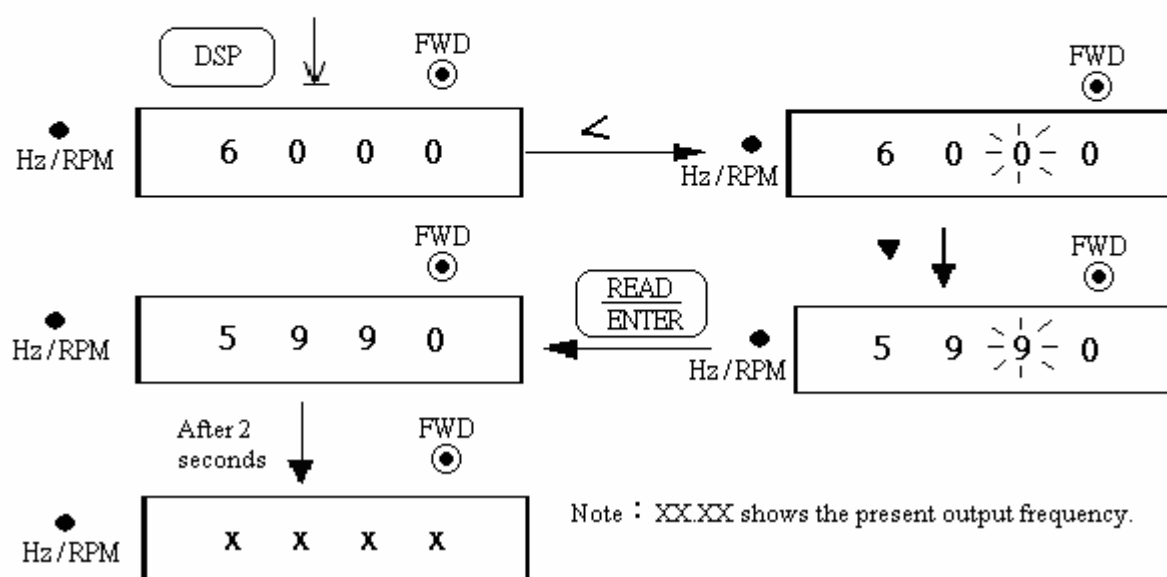 DSP
FWD
Hz/RPM
6 0 0 0
<
FWD
Hz/RPM
6 0 0 0
FWD
Hz/RPM
5 9 9 0
READ
ENTER
FWD
Hz/RPM
5 9 9 0
After 2
seconds
FWD
Hz/RPM
x x x x
Note : XX.XX shows the present output frequency.